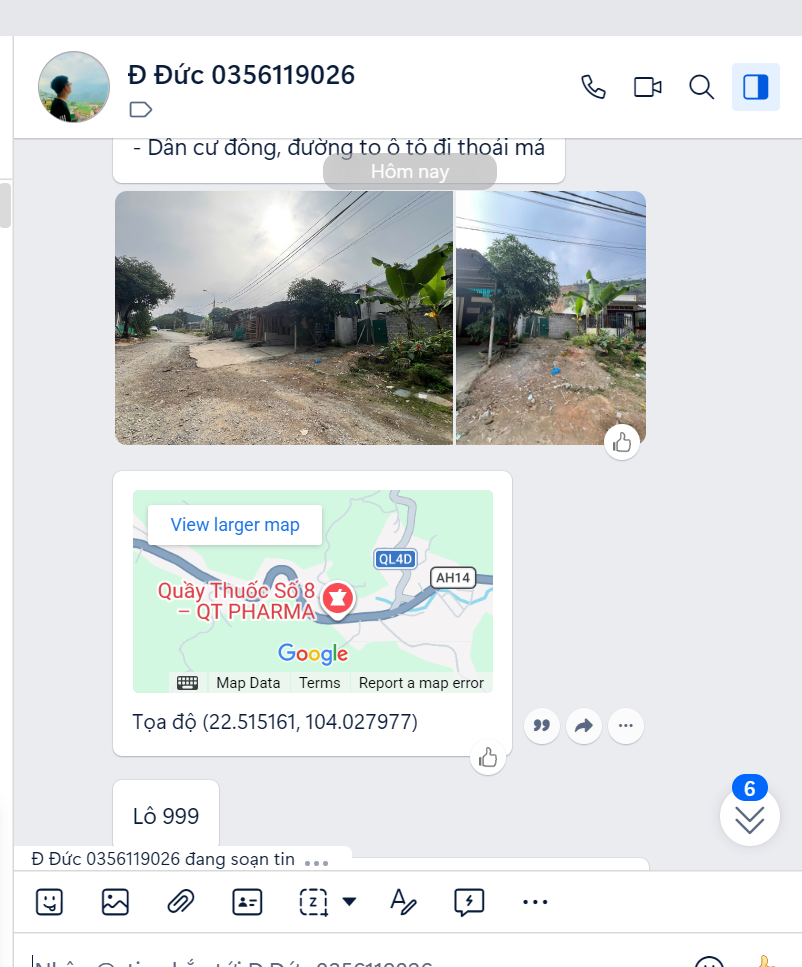 Đ Đức 0356119026
- Dân cư đông, đường to ô tô đi thoải má
Hôm nay
View larger map
QL4D
AH14
Quầy Thuốc Số 8
– QT PHARMA
Google
Map Data
Terms
Report a map error
Tọa độ (22.515161, 104.027977)
6
Lô 999
Đ Đức 0356119026 đang soạn tin